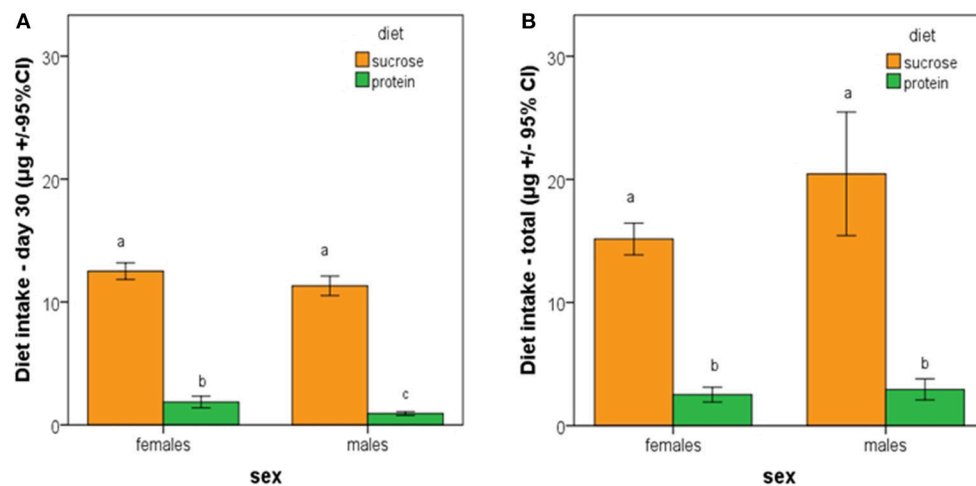 A
Diet intake - day 30 (µg +/-95%CI)
30
20
10
0
diet
sucrose
protein
a
b
a
c
females
males
sex
B
Diet intake - total (µg +/- 95% CI)
30
20
10
0
diet
sucrose
protein
a
b
a
b
females
males
sex